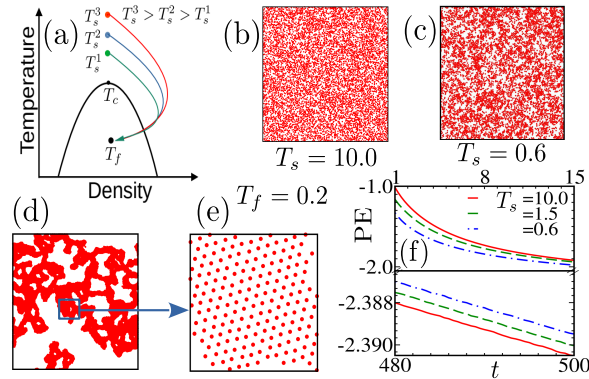 (a)
T_s^3
T_s^3 > T_s^2 > T_s^1
T_s^2
T_s^1
T_c
T_f
Temperature
Density
(b)
T_s = 10.0
(c)
T_s = 0.6
T_f = 0.2
(d)
(e)
1 8 15
-1.0
T_s =10.0
=1.5
=0.6
PE
(f)
-2.0
-2.388
-2.390
480 t 500